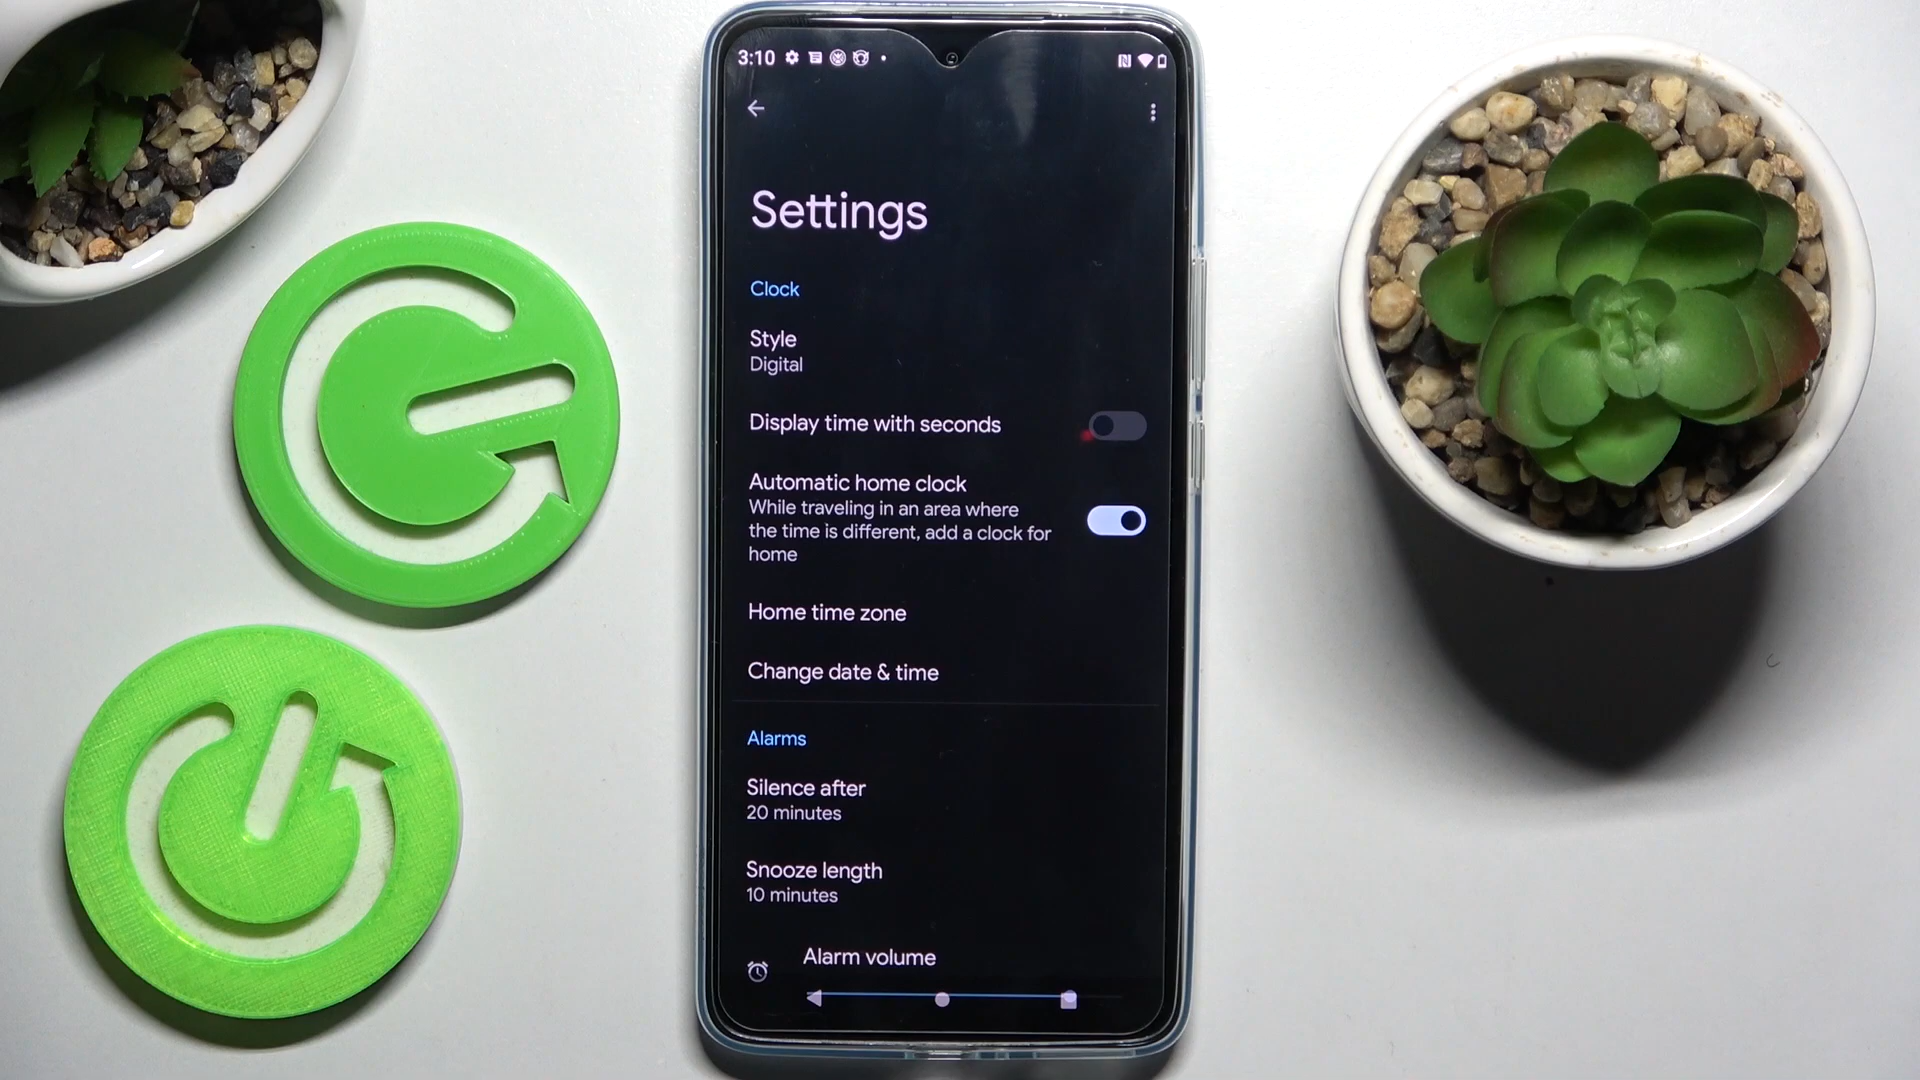 3:10
Settings
Clock
Style
Digital
Display time with seconds
Automatic home clock
While traveling in an area where
the time is different, add a clock for
home
Home time zone
Change date & time
Alarms
Silence after
20 minutes
Snooze length
10 minutes
Alarm volume